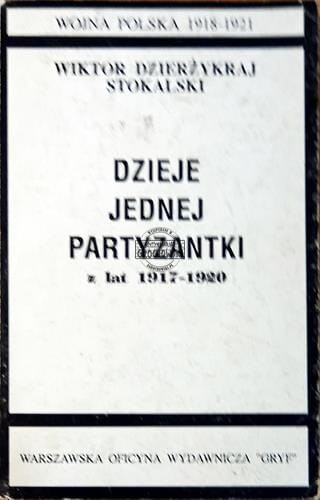 WOJNA POLSKA 1918-1921
WIKTOR DZIERŻYKRAJ
STOKALSKI
DZIEJE
JEDNEJ
PARTYZANTKI
z lat 1917-1920
WARSZAWSKA OFICYNA WYDAWNICZA "GRYF"